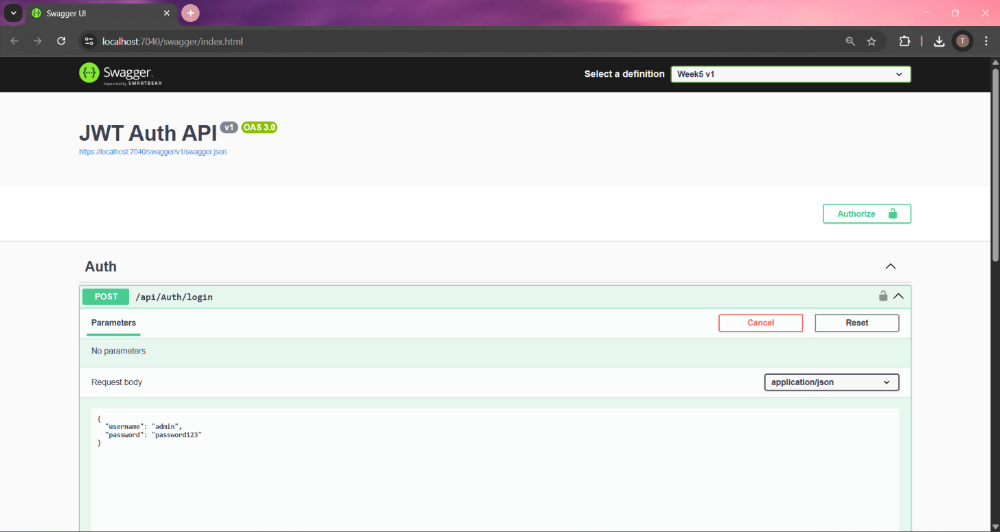 Swagger UI
localhost:7040/swagger/index.html
T
Swagger.
Supported by SMARTBEAR
Select a definition
Week5 v1
JWT Auth API v1 OAS 3.0
https://localhost:7040/swagger/v1/swagger.json
Authorize
Auth
POST /api/Auth/login
Parameters
Cancel
Reset
No parameters
Request body
application/json
{
"username": "admin",
"password": "password123"
}